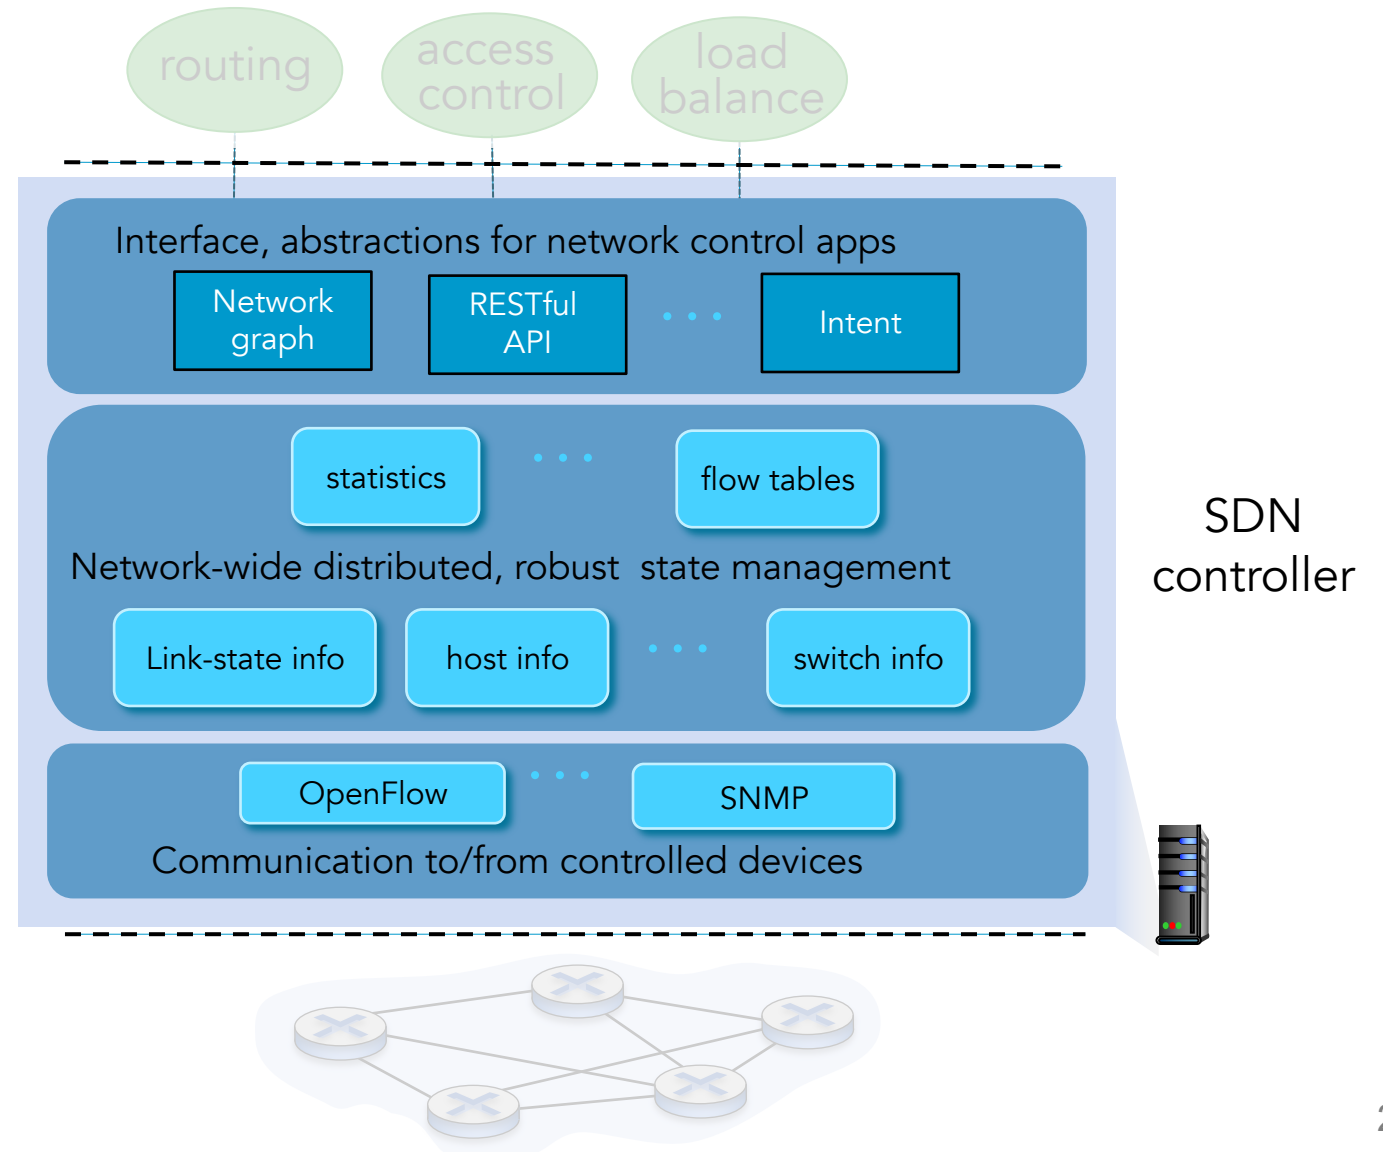 routing
access
control
load
balance
Interface, abstractions for network control apps
Network
graph
RESTful
API
Intent
statistics
flow tables
Network-wide distributed, robust  state management
Link-state info
host info
switch info
OpenFlow
SNMP
Communication to/from controlled devices
SDN
controller